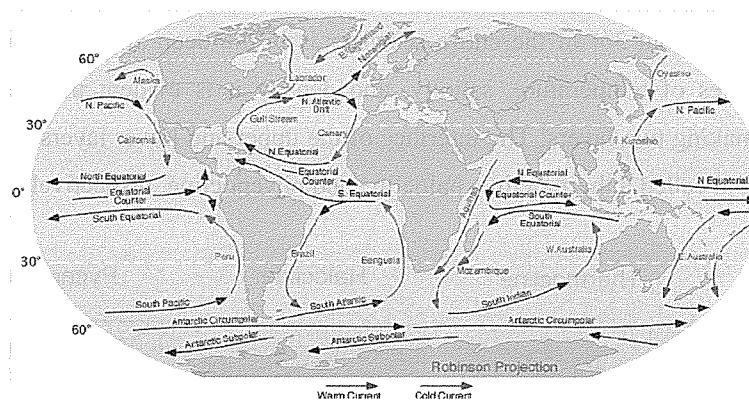 60°
30°
0°
30°
60°
Alaska
N. Pacific
California
North Equatorial
Equatorial
Counter
South Equatorial
Peru
South Pacific
Antarctic Circumpolar
Antarctic Subpolar
Labrador
E. Greenland
Norwegian
N. Atlantic
Drift
Gulf Stream
Canary
N Equatorial
Equatorial
Counter
S. Equatorial
Brazil
Benguela
South Atlantic
Antarctic Subpolar
Agulhas
Mozambique
N Equatorial
Equatorial Counter
South
Equatorial
W. Australia
South Indian
Antarctic Circumpolar
Oyashio
N. Pacific
Kuroshio
N Equatorial
E. Australia
Robinson Projection
Warm Current
Cold Current